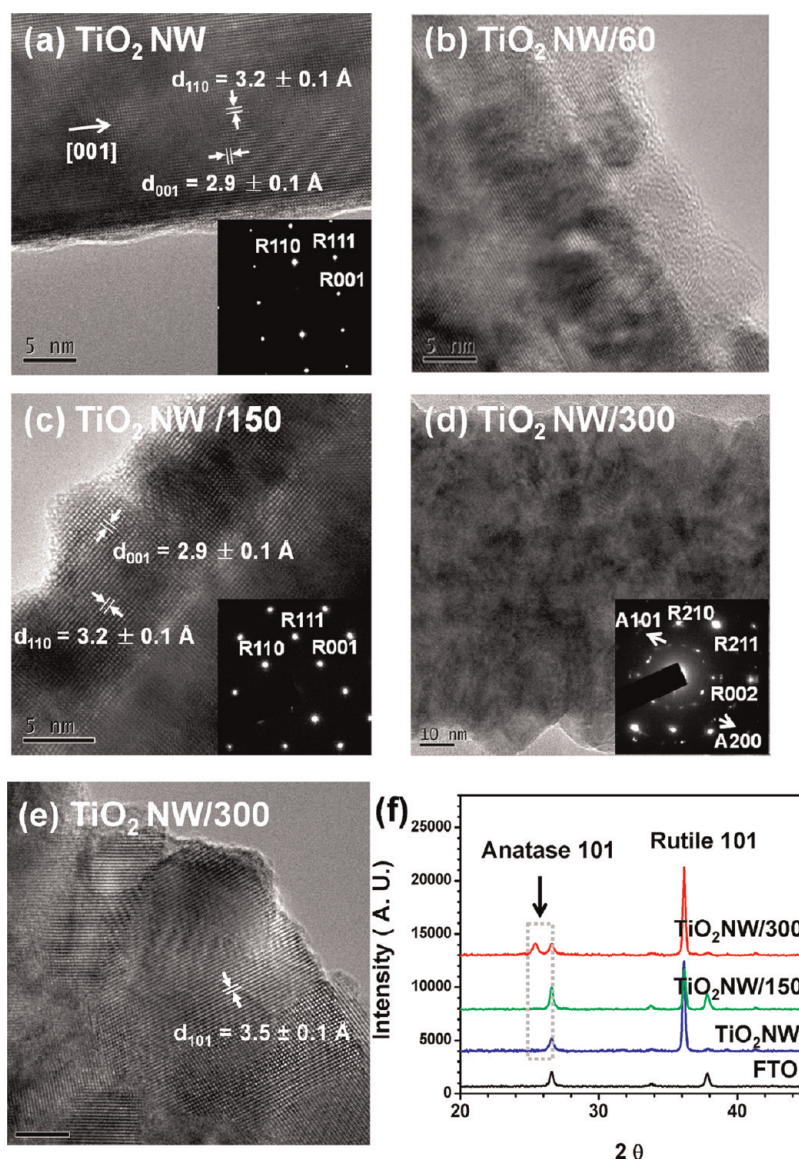 (a) TiO₂ NW
d₁₁₀ = 3.2 ± 0.1 Å
[001]
d₀₀₁ = 2.9 ± 0.1 Å
R110
R111
R001
5 nm
(b) TiO₂ NW/60
5 nm
(c) TiO₂ NW /150
d₀₀₁ = 2.9 ± 0.1 Å
d₁₁₀ = 3.2 ± 0.1 Å
R111
R110
R001
5 nm
(d) TiO₂ NW/300
A101
R210
R211
R002
A200
10 nm
(e) TiO₂ NW/300
d₁₀₁ = 3.5 ± 0.1 Å
(f)
Intensity ( A. U.)
25000
20000
15000
10000
5000
0
Anatase 101
Rutile 101
TiO₂NW/300
TiO₂NW/150
TiO₂NW
FTO
20
30
40
2 θ